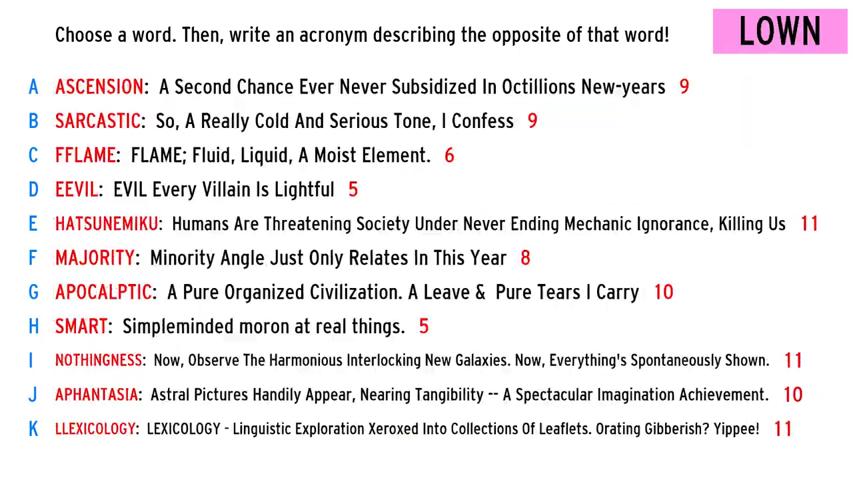 Choose a word. Then, write an acronym describing the opposite of that word!
LOWN
A ASCENSION: A Second Chance Ever Never Subsidized In Octillions New-years 9
B SARCASTIC: So, A Really Cold And Serious Tone, I Confess 9
C FFLAME: FLAME; Fluid, Liquid, A Moist Element. 6
D EEVIL: EVIL Every Villain Is Lightful 5
E HATSUNEMIKU: Humans Are Threatening Society Under Never Ending Mechanic Ignorance, Killing Us 11
F MAJORITY: Minority Angle Just Only Relates In This Year 8
G APOCALPTIC: A Pure Organized Civilization. A Leave & Pure Tears I Carry 10
H SMART: Simpleminded moron at real things. 5
I NOTHINGNESS: Now, Observe The Harmonious Interlocking New Galaxies. Now, Everything's Spontaneously Shown. 11
J APHANTASIA: Astral Pictures Handily Appear, Nearing Tangibility -- A Spectacular Imagination Achievement. 10
K LLEXICOLOGY: LEXICOLOGY - Linguistic Exploration Xeroxed Into Collections Of Leaflets. Orating Gibberish? Yippee! 11